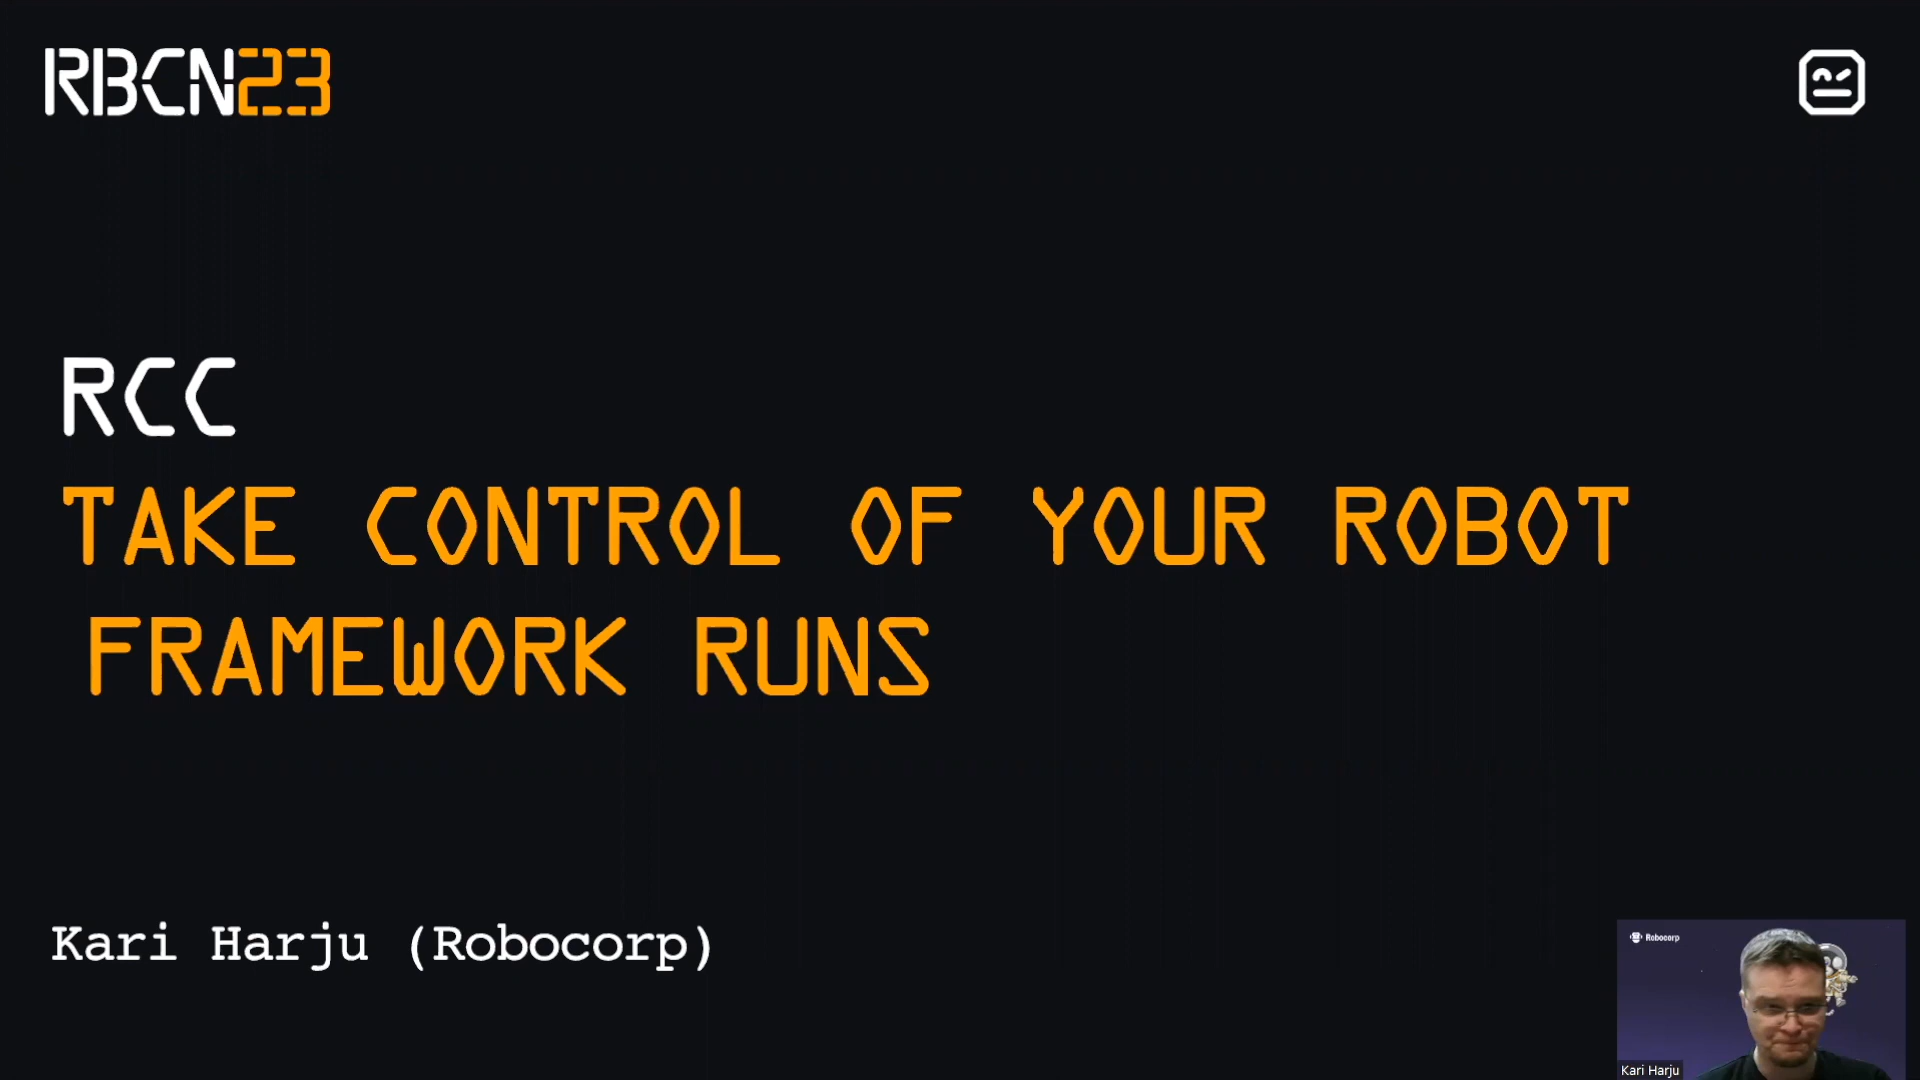 RBCN23
RCC
TAKE CONTROL OF YOUR ROBOT
FRAMEWORK RUNS
Kari Harju (Robocorp)
Robocorp
Kari Harju